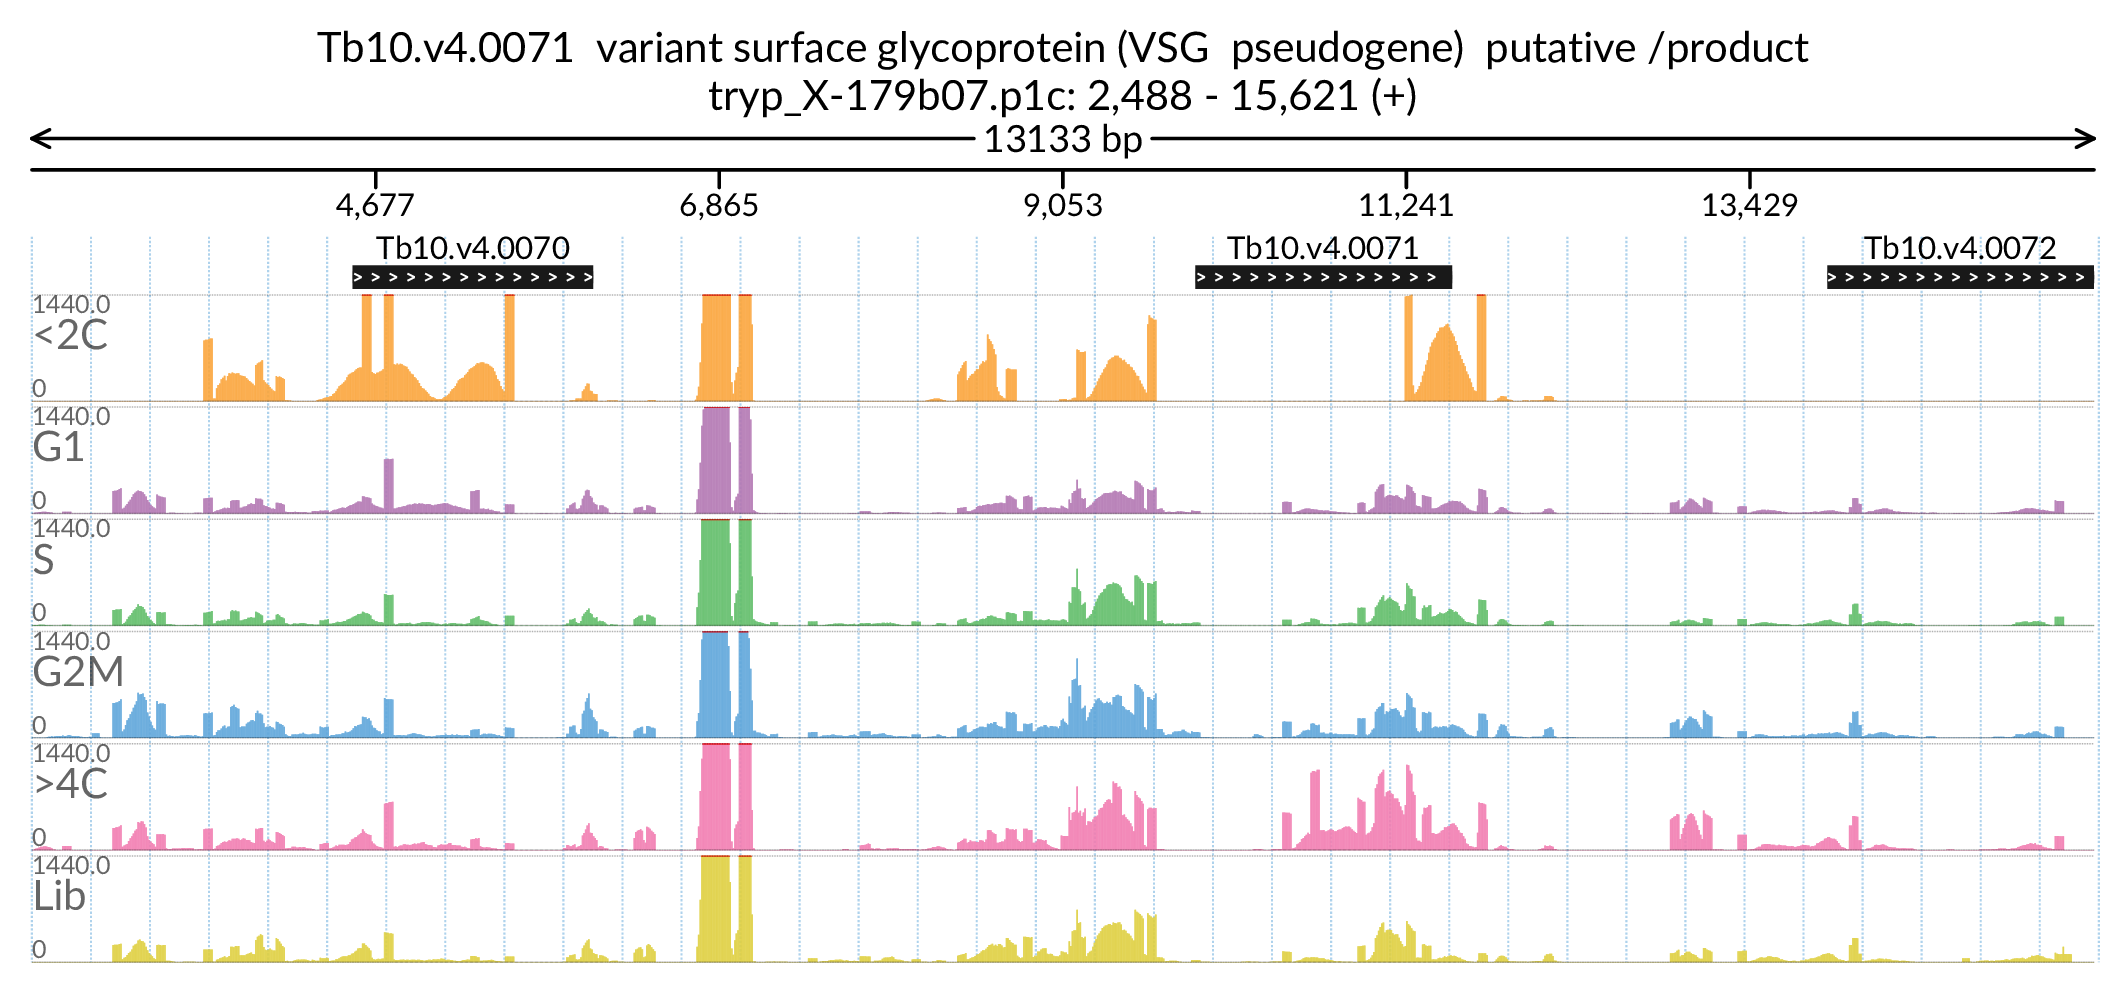 Tb10.v4.0071 variant surface glycoprotein (VSG pseudogene) putative /product
tryp_X-179b07.p1c: 2,488 - 15,621 (+)
13133 bp
4,677 6,865 9,053 11,241 13,429
Tb10.v4.0070 Tb10.v4.0071 Tb10.v4.0072
1440.0
<2C
0
1440.0
G1
0
1440.0
S
0
1440.0
G2M
0
1440.0
>4C
0
1440.0
Lib
0